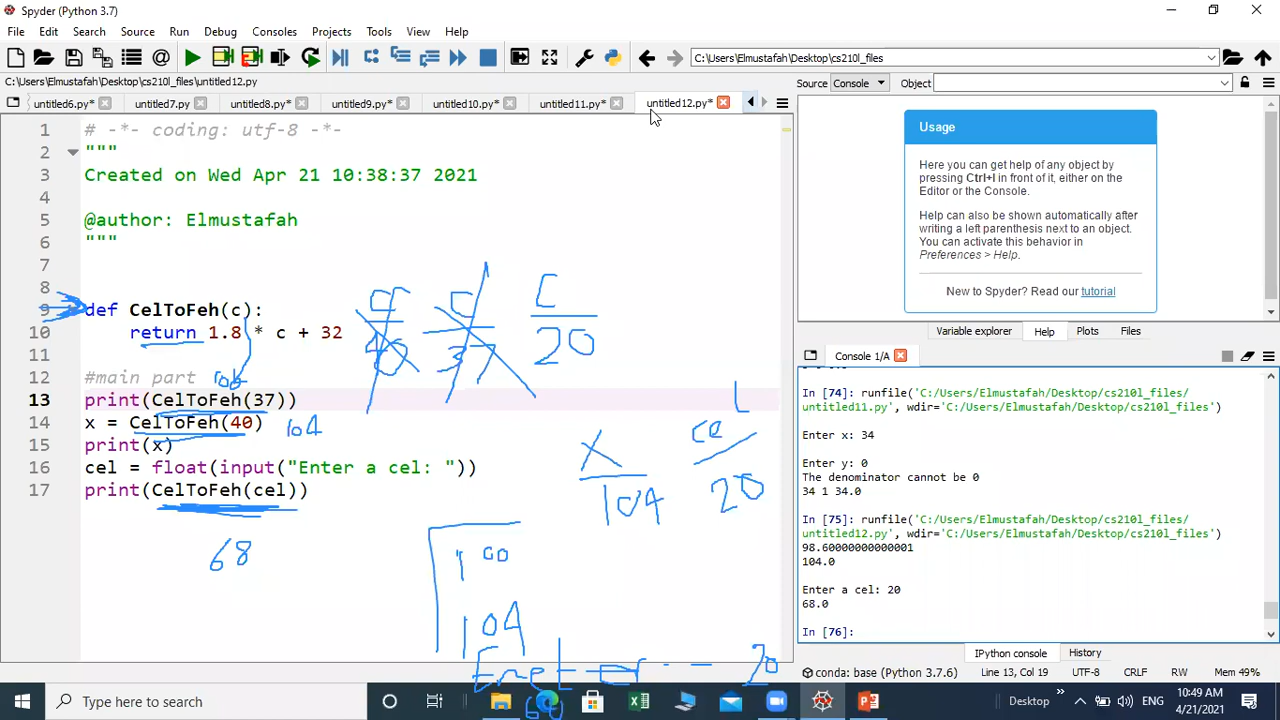 Spyder (Python 3.7)
File Edit Search Source Run Debug Consoles Projects Tools View Help
C:\Users\Elmustafah\Desktop\cs210l_files
C:\Users\Elmustafah\Desktop\cs210l_files\untitled12.py
Source Console Object
untitled6.py* untitled7.py untitled8.py* untitled9.py* untitled10.py* untitled11.py* untitled12.py*
1 # -*- coding: utf-8 -*-
2 """
3 Created on Wed Apr 21 10:38:37 2021
4
5 @author: Elmustafah
6 """
7
8
9 def CelToFeh(c):
10 return 1.8 * c + 32
11
12 #main part
13 print(CelToFeh(37))
14 x = CelToFeh(40) 104
15 print(x)
16 cel = float(input("Enter a cel: "))
17 print(CelToFeh(cel))
68
C
37
C
20
X
104
20
100
104
20
Usage
Here you can get help of any object by
pressing Ctrl+I in front of it, either on the
Editor or the Console.
Help can also be shown automatically after
writing a left parenthesis next to an object.
You can activate this behavior in
Preferences > Help.
New to Spyder? Read our tutorial
Variable explorer Help Plots Files
Console 1/A
In [74]: runfile('C:/Users/Elmustafah/Desktop/cs210l_files/
untitled11.py', wdir='C:/Users/Elmustafah/Desktop/cs210l_files')
Enter x: 34
Enter y: 0
The denominator cannot be 0
34 1 34.0
In [75]: runfile('C:/Users/Elmustafah/Desktop/cs210l_files/
untitled12.py', wdir='C:/Users/Elmustafah/Desktop/cs210l_files')
98.60000000000001
104.0
Enter a cel: 20
68.0
In [76]:
IPython console History
conda: base (Python 3.7.6) Line 13, Col 19 UTF-8 CRLF RW Mem 49%
Type here to search
Desktop ENG
10:49 AM
4/21/2021